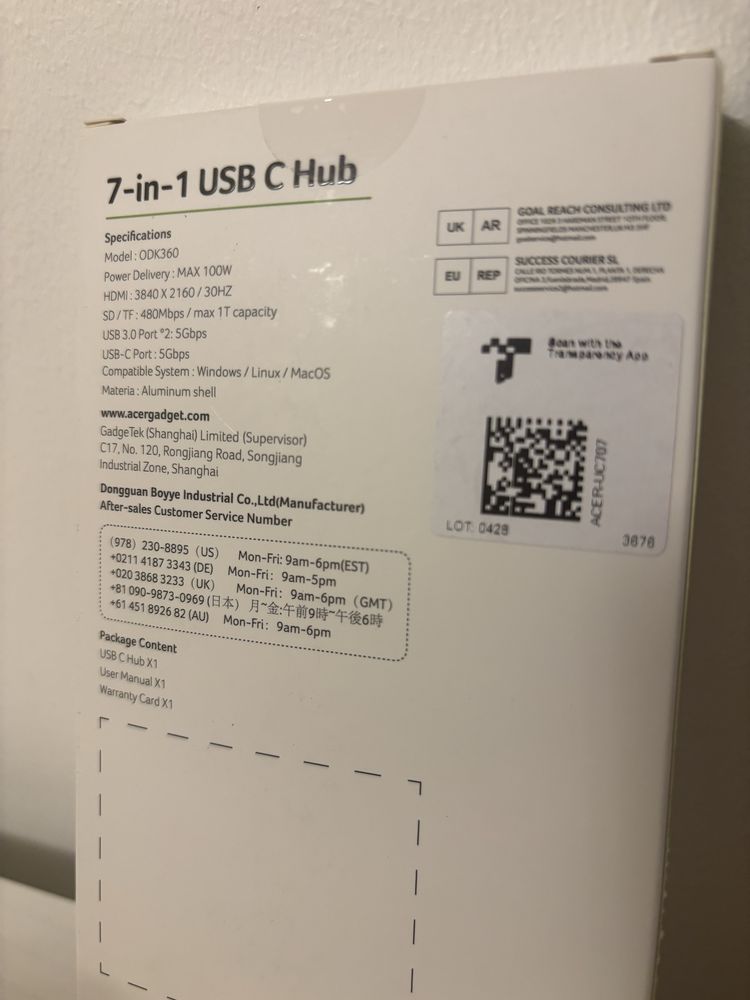 7-in-1 USB C Hub
Specifications
Model : ODK360
Power Delivery : MAX 100W
HDMI : 3840 X 2160 / 30HZ
SD / TF : 480Mbps / max 1T capacity
USB 3.0 Port *2: 5Gbps
USB-C Port : 5Gbps
Compatible System : Windows / Linux / MacOS
Materia : Aluminum shell
www.acergadget.com
GadgeTek (Shanghai) Limited (Supervisor)
C17, No. 120, Rongjiang Road, Songjiang
Industrial Zone, Shanghai
Dongguan Boyye Industrial Co.,Ltd(Manufacturer)
After-sales Customer Service Number
(978) 230-8895 (US) Mon-Fri: 9am-6pm(EST)
+0211 4187 3343 (DE) Mon-Fri: 9am-5pm
+020 3868 3233 (UK) Mon-Fri: 9am-6pm (GMT)
+81 090-9873-0969 (日本) 月~金:午前9時~午後6時
+61 451 8926 82 (AU) Mon-Fri: 9am-6pm
Package Content
USB C Hub X1
User Manual X1
Warranty Card X1
UK AR
GOAL REACH CONSULTING LTD
EU REP
SUCCESS COURIER SL
Scan with the
Transparency App
ACER-UC707
LOT: 0428
3676